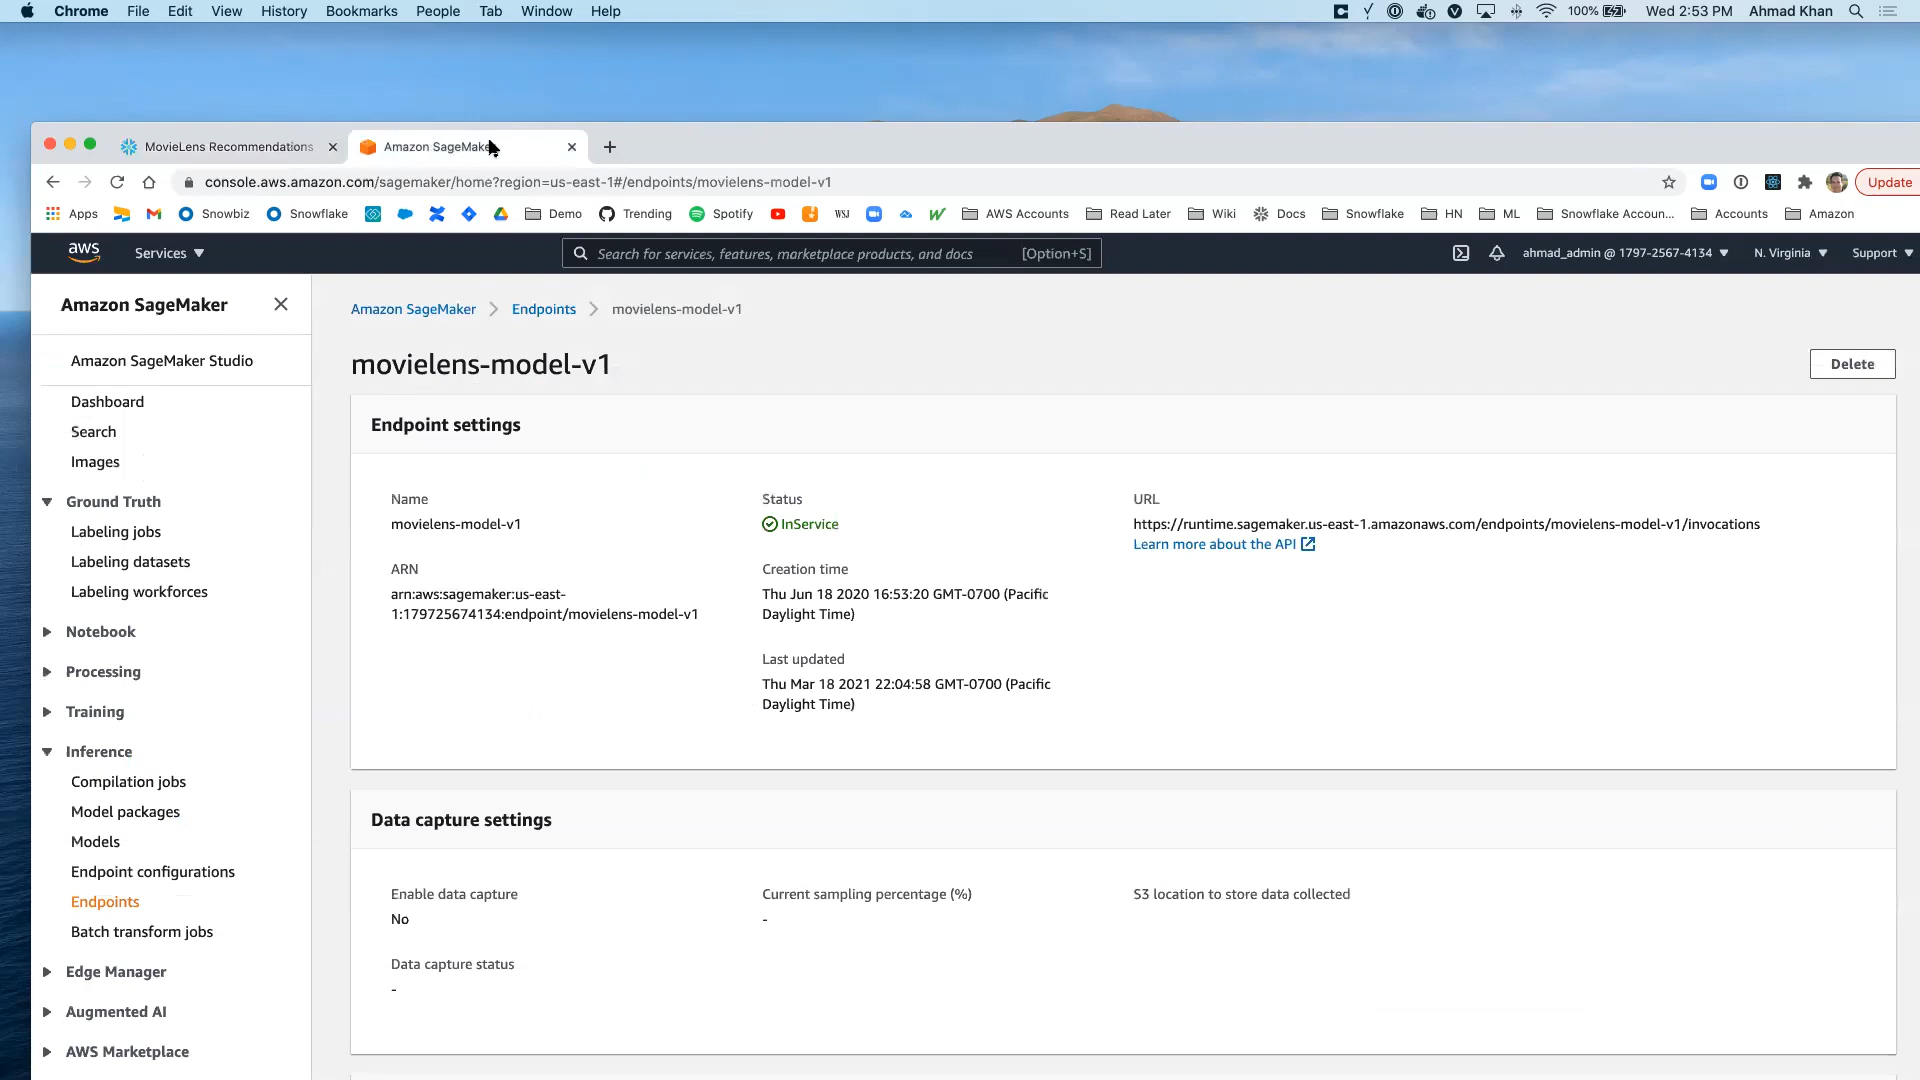 Chrome File Edit View History Bookmarks People Tab Window Help 100% Wed 2:53 PM Ahmad Khan
MovieLens Recommendations Amazon SageMake
console.aws.amazon.com/sagemaker/home?region=us-east-1#/endpoints/movielens-model-v1 Update
Apps Snowbiz Snowflake Demo Trending Spotify WSJ AWS Accounts Read Later Wiki Docs Snowflake HN ML Snowflake Accoun... Accounts Amazon
aws Services Search for services, features, marketplace products, and docs [Option+S] ahmad_admin @ 1797-2567-4134 N. Virginia Support
Amazon SageMaker
Amazon SageMaker Studio
Dashboard
Search
Images
Ground Truth
Labeling jobs
Labeling datasets
Labeling workforces
Notebook
Processing
Training
Inference
Compilation jobs
Model packages
Models
Endpoint configurations
Endpoints
Batch transform jobs
Edge Manager
Augmented AI
AWS Marketplace
Amazon SageMaker Endpoints movielens-model-v1
movielens-model-v1 Delete
Endpoint settings
Name
movielens-model-v1
ARN
arn:aws:sagemaker:us-east-
1:179725674134:endpoint/movielens-model-v1
Status
InService
Creation time
Thu Jun 18 2020 16:53:20 GMT-0700 (Pacific
Daylight Time)
Last updated
Thu Mar 18 2021 22:04:58 GMT-0700 (Pacific
Daylight Time)
URL
https://runtime.sagemaker.us-east-1.amazonaws.com/endpoints/movielens-model-v1/invocations
Learn more about the API
Data capture settings
Enable data capture
No
Data capture status
-
Current sampling percentage (%)
-
S3 location to store data collected